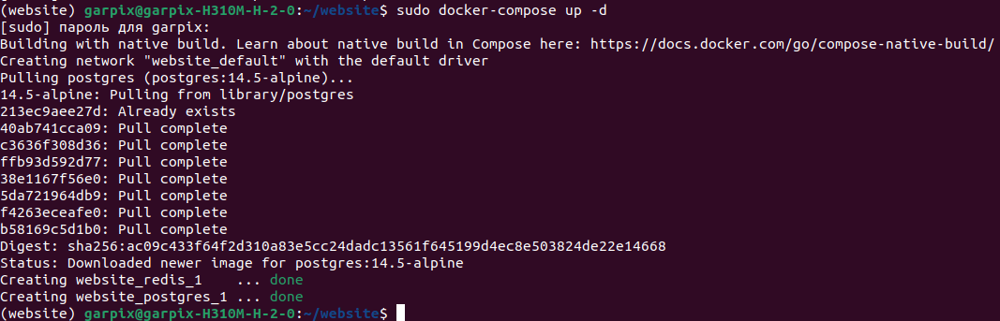 (website) garpix@garpix-H310M-H-2-0:~/website$ sudo docker-compose up -d
[sudo] пароль для garpix:
Building with native build. Learn about native build in Compose here: https://docs.docker.com/go/compose-native-build/
Creating network "website_default" with the default driver
Pulling postgres (postgres:14.5-alpine)...
14.5-alpine: Pulling from library/postgres
213ec9aee27d: Already exists
40ab741cca09: Pull complete
c3636f308d36: Pull complete
ffb93d592d77: Pull complete
38e1167f56e0: Pull complete
5da721964db9: Pull complete
f4263eceafe0: Pull complete
b58169c5d1b0: Pull complete
Digest: sha256:ac09c433f64f2d310a83e5cc24dadc13561f645199d4ec8e503824de22e14668
Status: Downloaded newer image for postgres:14.5-alpine
Creating website_redis_1    ... done
Creating website_postgres_1 ... done
(website) garpix@garpix-H310M-H-2-0:~/website$